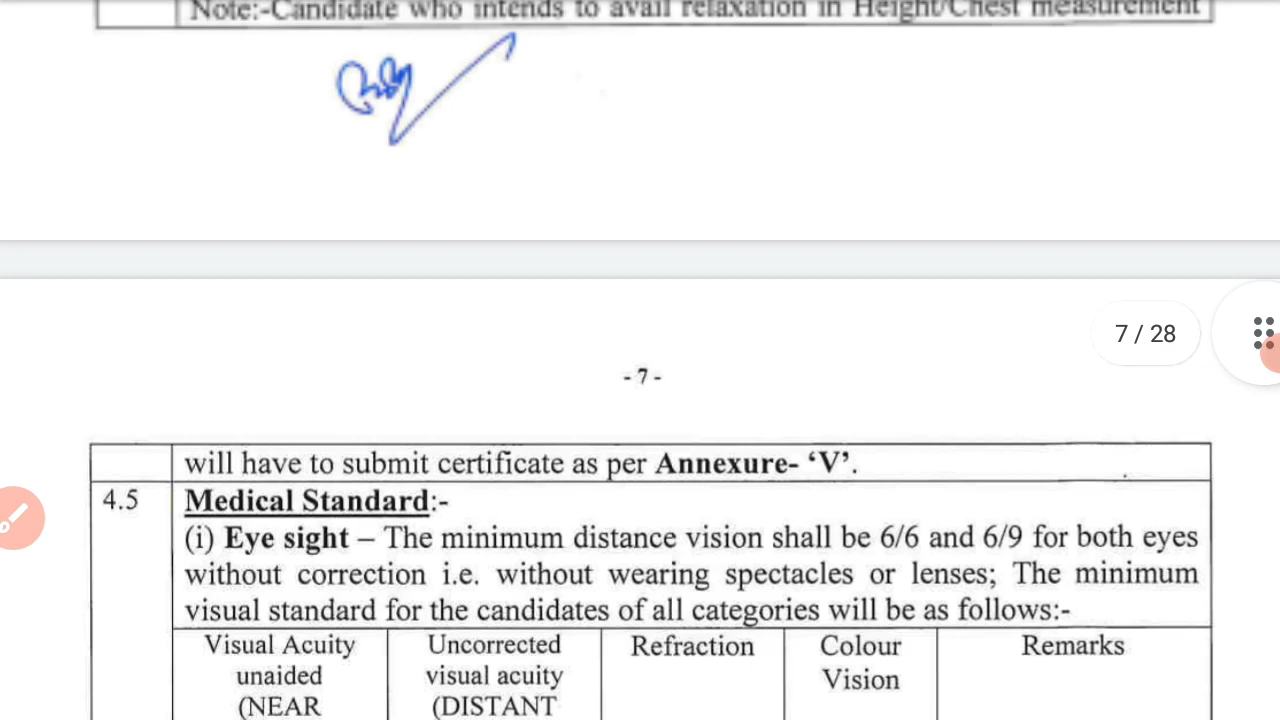 Note:-Candidate who intends to avail relaxation in Height/Chest measurement
7 / 28
- 7 -
will have to submit certificate as per Annexure- ‘V’.
4.5 Medical Standard:-
(i) Eye sight – The minimum distance vision shall be 6/6 and 6/9 for both eyes
without correction i.e. without wearing spectacles or lenses; The minimum
visual standard for the candidates of all categories will be as follows:-
Visual Acuity Uncorrected Refraction Colour Remarks
unaided visual acuity Vision
(NEAR (DISTANT